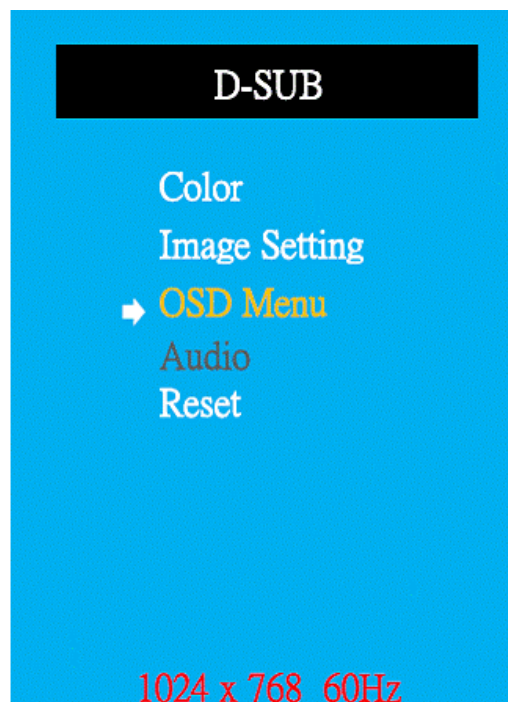 D-SUB
Color
Image Setting
OSD Menu
Audio
Reset
1024 x 768 60Hz